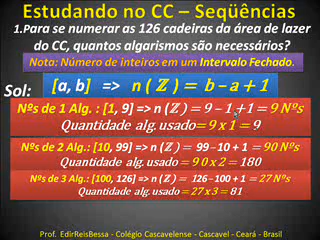 Estudando no CC – Seqüências
1.Para se numerar as 126 cadeiras da área de lazer
do CC, quantos algarismos são necessários?
Nota: Número de inteiros em um Intervalo Fechado.
Sol: [a, b] => n ( Z ) = b – a + 1
Nºs de 1 Alg. : [1, 9] => n ( Z ) = 9 – 1 + 1 = 9 Nºs
Quantidade alg. usado = 9 x 1 = 9
Nºs de 2 Alg. : [10, 99] => n ( Z ) = 99 – 10 + 1 = 90 Nºs
Quantidade alg. usado = 9 0 x 2 = 180
Nºs de 3 Alg. : [100, 126] => n ( Z ) = 126 – 100 + 1 = 27 Nºs
Quantidade alg. usado = 27 x 3 = 81
Prof. EdirReisBessa - Colégio Cascavelense – Cascavel – Ceará - Brasil